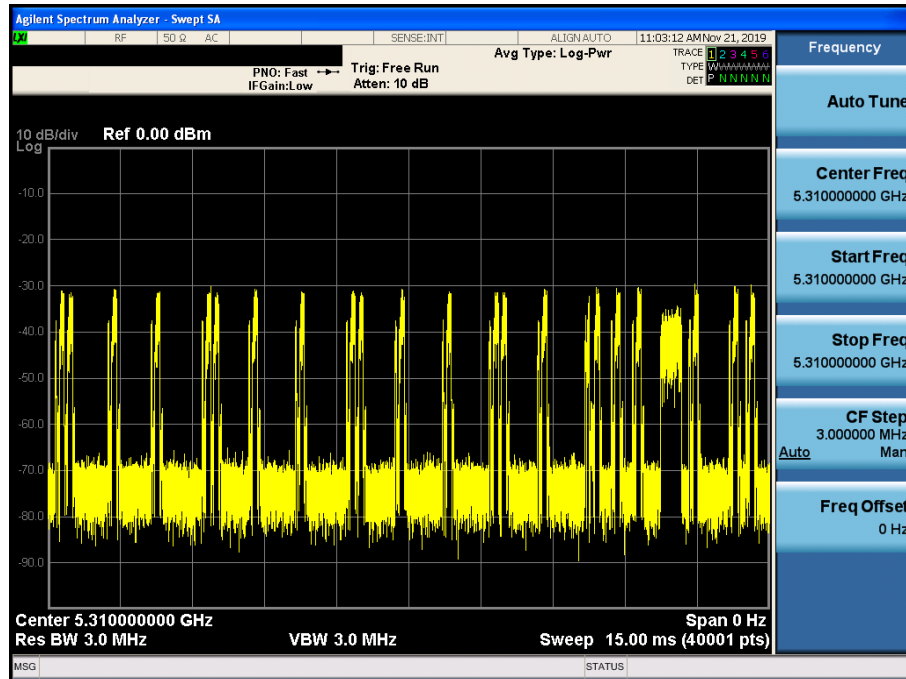 Agilent Spectrum Analyzer - Swept SA
LXI RF 50 Ω AC SENSE:INT ALIGN AUTO 11:03:12 AM Nov 21, 2019
PNO: Fast
IFGain:Low
Trig: Free Run
Atten: 10 dB
Avg Type: Log-Pwr
TRACE 1 2 3 4 5 6
TYPE
DET P N N N N N
10 dB/div Ref 0.00 dBm
Log
-10.0
-20.0
-30.0
-40.0
-50.0
-60.0
-70.0
-80.0
-90.0
Center 5.310000000 GHz Span 0 Hz
Res BW 3.0 MHz VBW 3.0 MHz Sweep 15.00 ms (40001 pts)
MSG STATUS
Frequency
Auto Tune
Center Freq
5.310000000 GHz
Start Freq
5.310000000 GHz
Stop Freq
5.310000000 GHz
CF Step
3.000000 MHz
Auto Man
Freq Offset
0 Hz